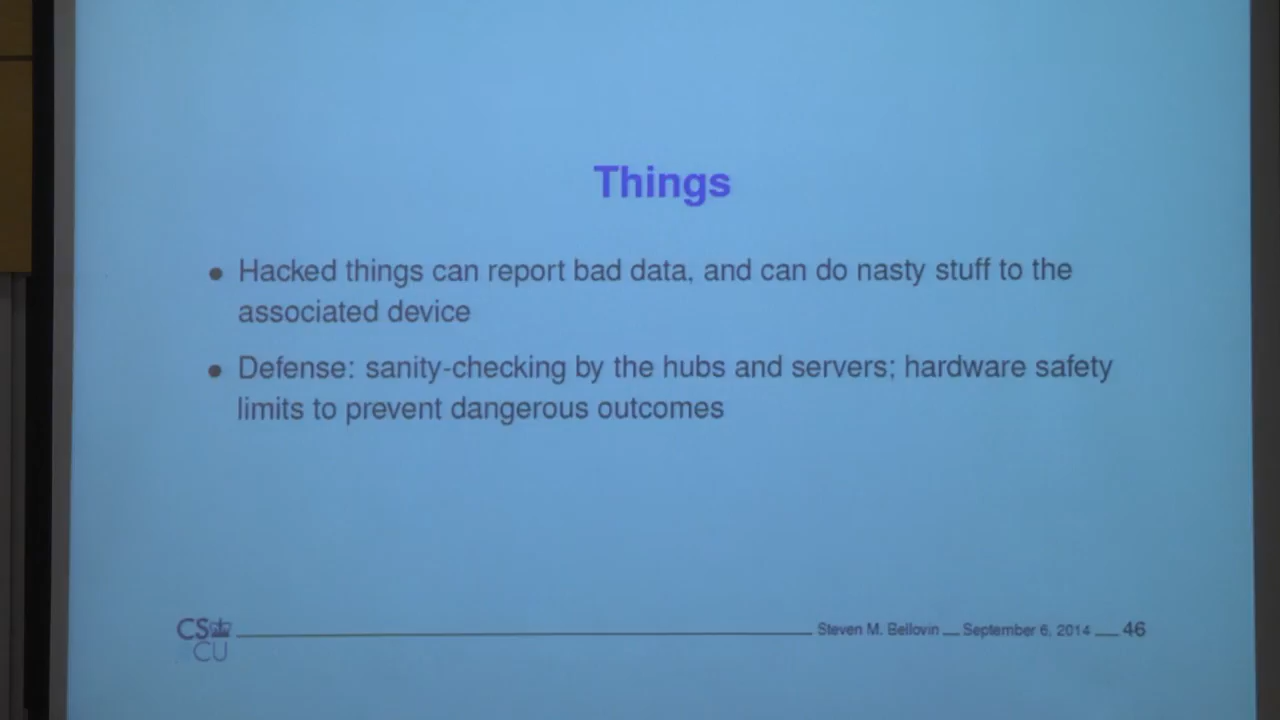 Things
● Hacked things can report bad data, and can do nasty stuff to the
associated device
● Defense: sanity-checking by the hubs and servers; hardware safety
limits to prevent dangerous outcomes
CS
CU
Steven M. Bellovin __ September 6, 2014 __ 46